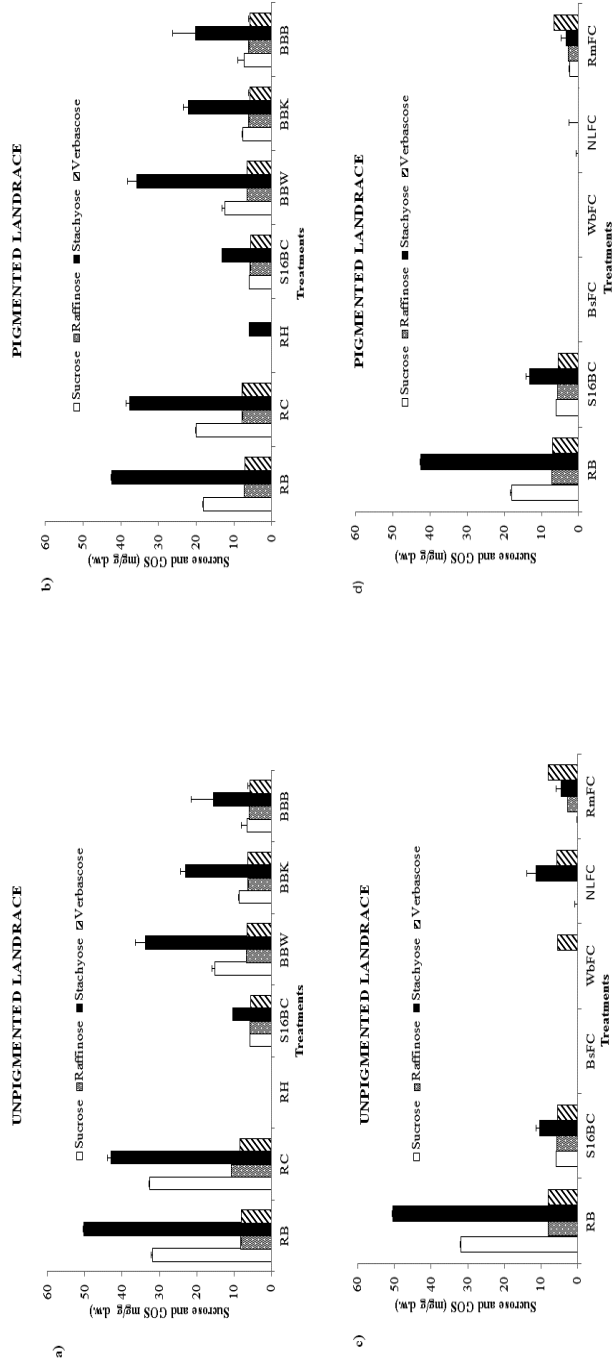 a)
UNPIGMENTED LANDRACE
Sucrose and GOS (mg/g d.w.
60
50
40
30
20
10
0
Sucrose Raffinose Stachyose Verbascose
RB RC RH S16BC BBW BBK BBB
Treatments
b)
PIGMENTED LANDRACE
Sucrose and GOS (mg/g d.w.
60
50
40
30
20
10
0
Sucrose Raffinose Stachyose Verbascose
RB RC RH S16BC BBW BBK BBB
Treatments
c)
UNPIGMENTED LANDRACE
Sucrose and GOS (mg/g d.w.
60
50
40
30
20
10
0
Sucrose Raffinose Stachyose Verbascose
RB S16BC BsFC WbFC NLFC RmFC
Treatments
d)
PIGMENTED LANDRACE
Sucrose and GOS (mg/g d.w.
60
50
40
30
20
10
0
Sucrose Raffinose Stachyose Verbascose
RB S16BC BsFC WbFC NLFC RmFC
Treatments